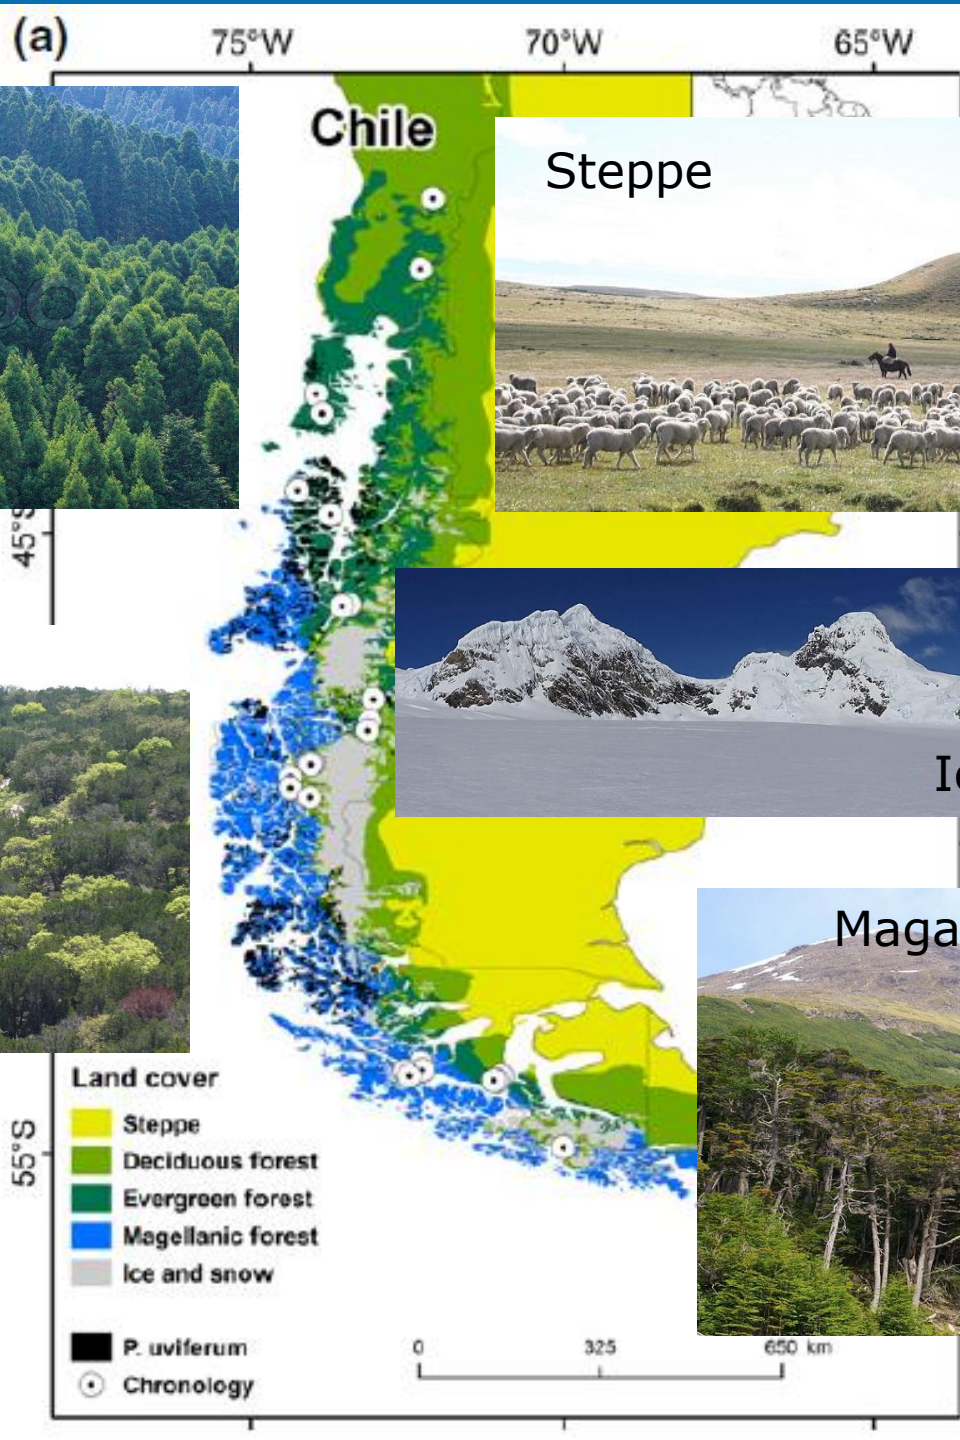 (a)
75°W 70°W 65°W
Chile
Steppe
45°S
Maga
Land cover
Steppe
Deciduous forest
Evergreen forest
Magellanic forest
Ice and snow
55°S
P. uviferum
Chronology
0 325 650 km